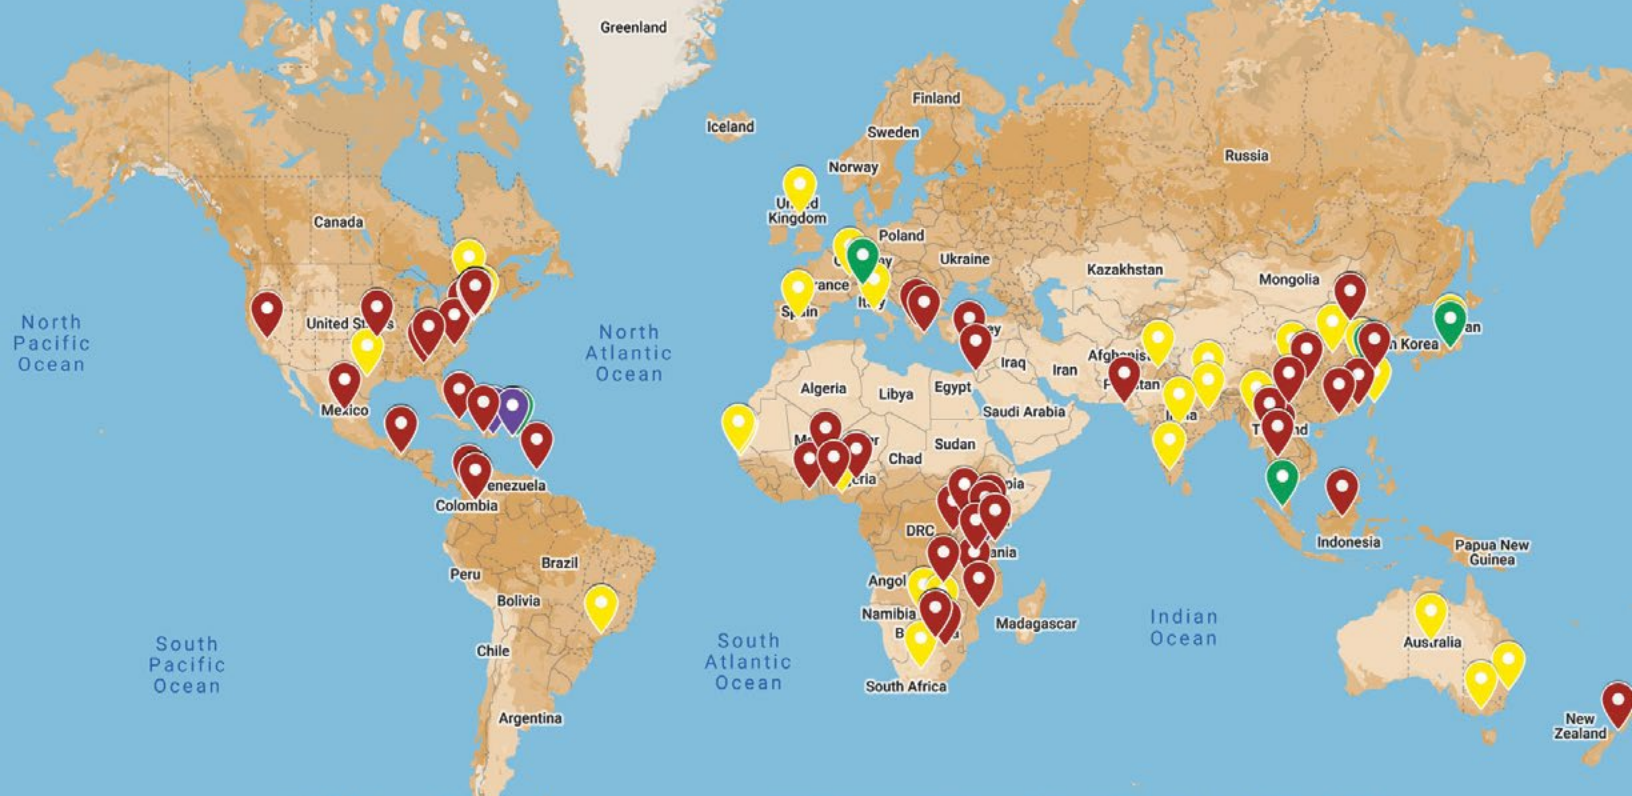 Greenland
Iceland
Finland
Sweden
Norway
Russia
United
Kingdom
Canada
Poland
Ukraine
Kazakhstan
Mongolia
North
Pacific
Ocean
North
Atlantic
Ocean
Spain
Iraq
Iran
Mexico
Algeria
Libya
Egypt
Saudi Arabia
Sudan
Chad
Colombia
DRC
Brazil
Peru
Bolivia
Indonesia
Papua New
Guinea
Namibia
Madagascar
Indian
Ocean
South
Pacific
Ocean
South
Atlantic
Ocean
Chile
Australia
South Africa
Argentina
New
Zealand